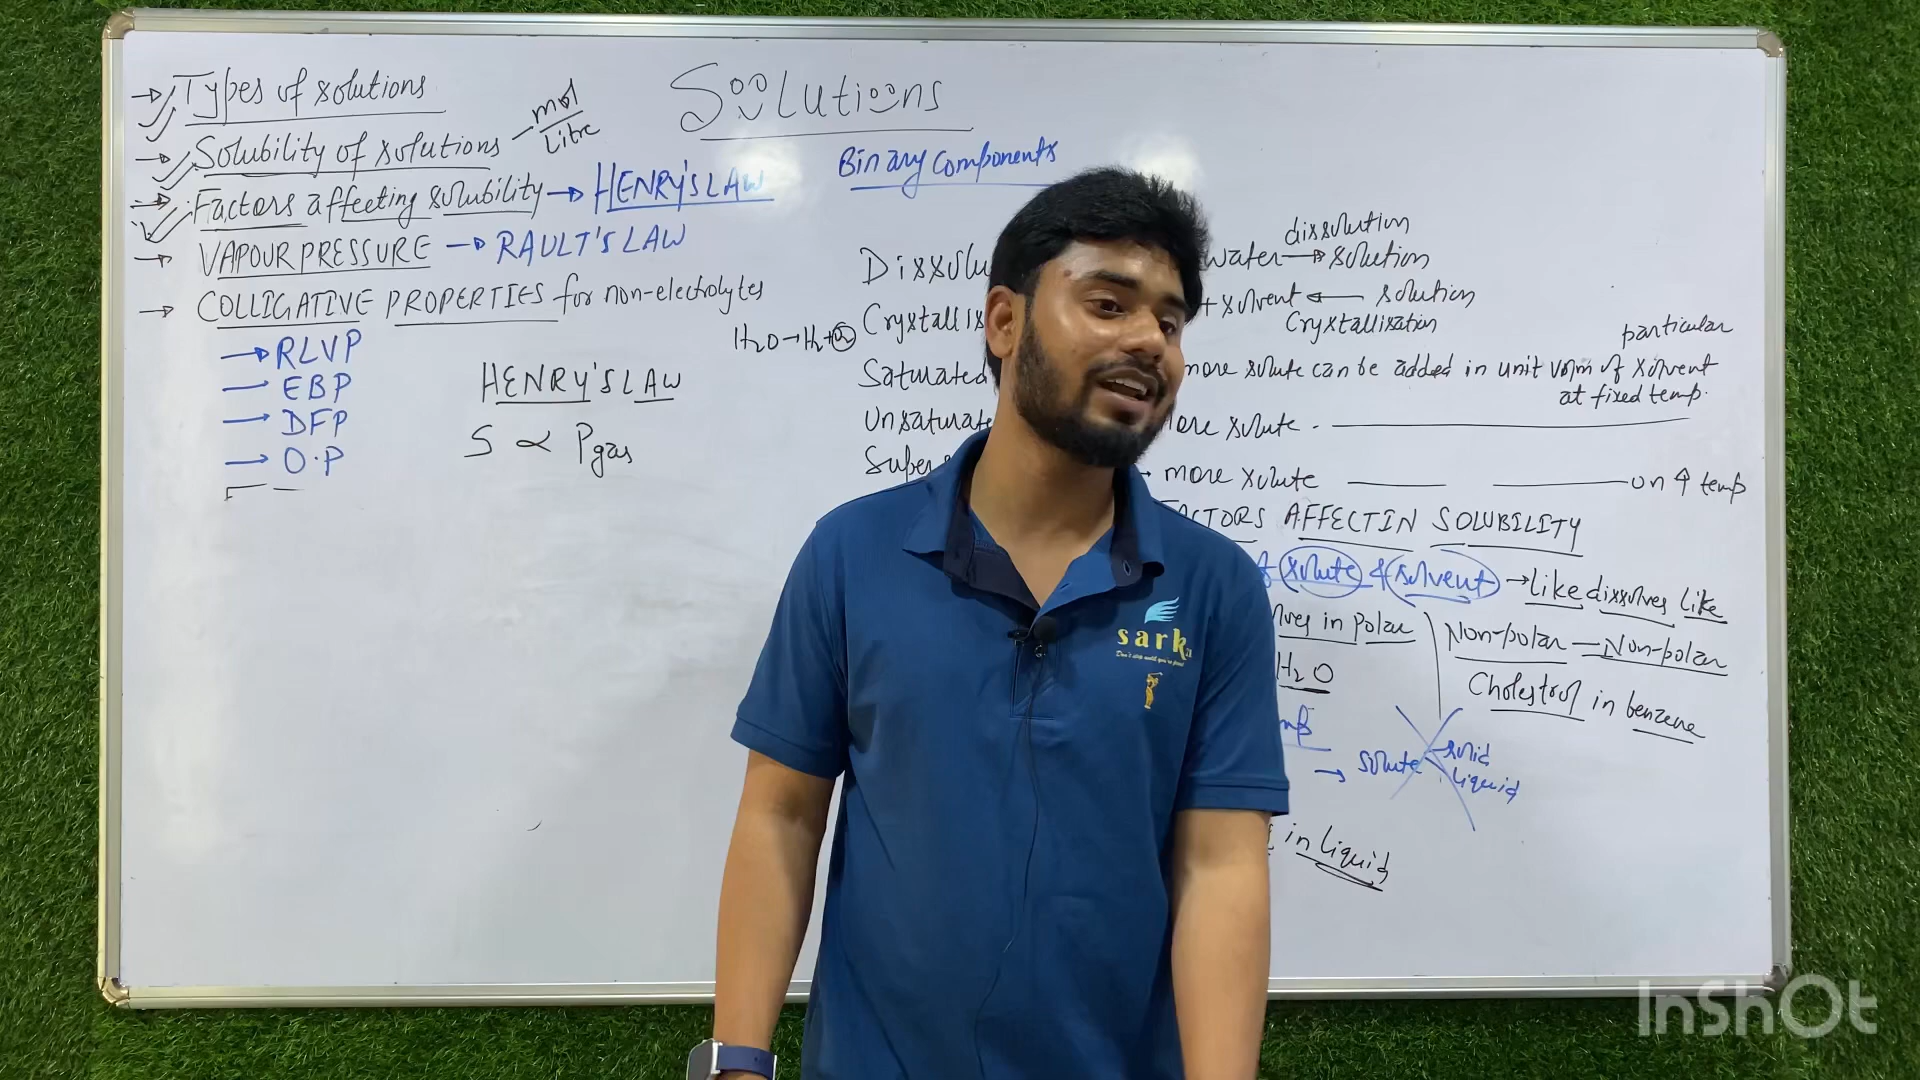 Solutions
→ Types of solutions
→ Solubility of solutions - mol/Litre
→ Factors affecting solubility → HENRY'S LAW
→ VAPOUR PRESSURE → RAULT'S LAW
→ COLLIGATIVE PROPERTIES for non-electrolytes
→ RLVP
→ EBP
→ DFP
→ O.P
HENRY'S LAW
S ∝ Pgas
H2O → H2 + O2
Binary components
dissolution
water → solution
+ solvent ← solution
Crystallisation
particular
Saturated more solute can be added in unit volm of solvent
at fixed temp.
more solute
→ more solute on ↑ temp
AFFECTIN SOLUBILITY
solute & solvent → Like dissolves Like
in polar
Non-polar — Non-polar
H2O
Cholestrol in benzene
→ solute solid
liquid
in liquid
sark
InShOt